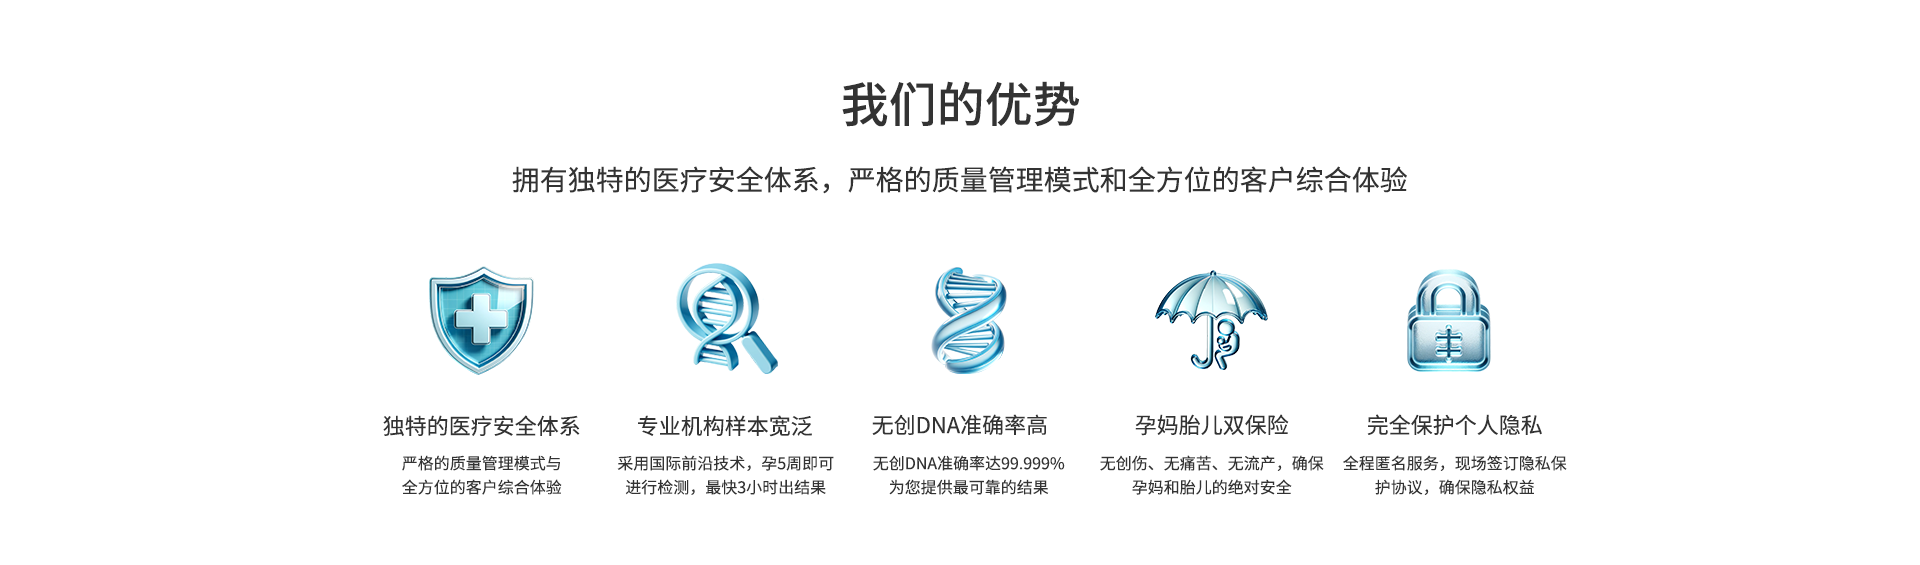 我们的优势
拥有独特的医疗安全体系，严格的质量管理模式和全方位的客户综合体验
独特的医疗安全体系
严格的质量管理模式与
全方位的客户综合体验
专业机构样本宽泛
采用国际前沿技术，孕5周即可
进行检测，最快3小时出结果
无创DNA准确率高
无创DNA准确率达99.999%
为您提供最可靠的结果
孕妈胎儿双保险
无创伤、无痛苦、无流产，确保
孕妈和胎儿的绝对安全
完全保护个人隐私
全程匿名服务，现场签订隐私保
护协议，确保隐私权益